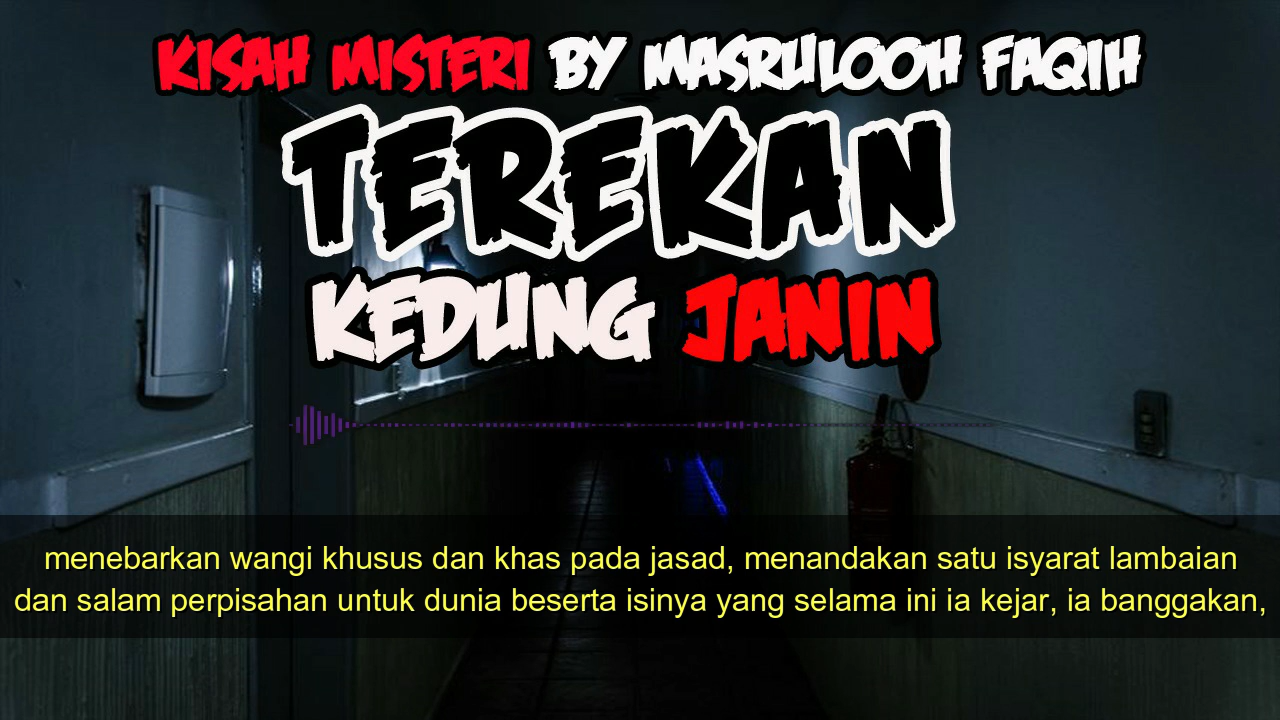 KISAH MISTERI BY MASRULOOH FAQIH
TEREKAN
KEDUNG JANIN
menebarkan wangi khusus dan khas pada jasad, menandakan satu isyarat lambaian
dan salam perpisahan untuk dunia beserta isinya yang selama ini ia kejar, ia banggakan,